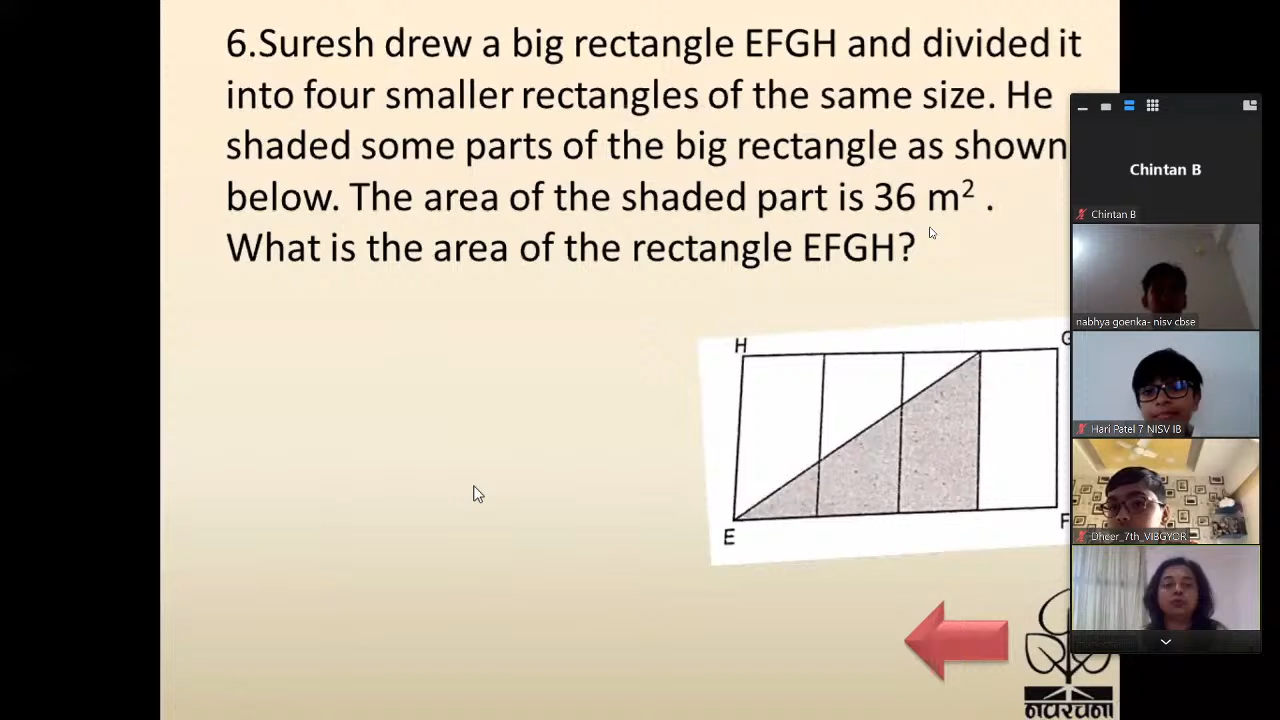 6.Suresh drew a big rectangle EFGH and divided it
into four smaller rectangles of the same size. He
shaded some parts of the big rectangle as shown
below. The area of the shaded part is 36 m² .
What is the area of the rectangle EFGH?
H
E
F
Chintan B
Chintan B
nabhya goenka- nisv cbse
Hari Patel 7 NISV IB
Dheer_7th_VIBGYOR
नवरचना